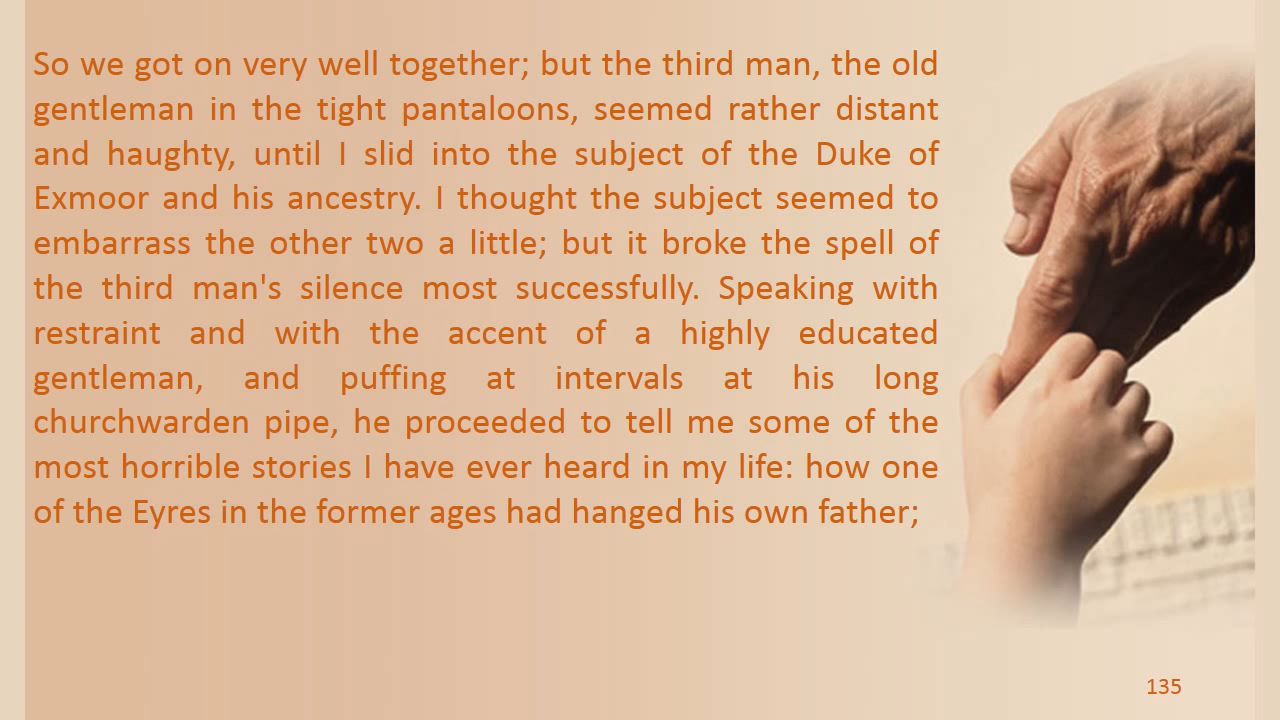 So we got on very well together; but the third man, the old
gentleman in the tight pantaloons, seemed rather distant
and haughty, until I slid into the subject of the Duke of
Exmoor and his ancestry. I thought the subject seemed to
embarrass the other two a little; but it broke the spell of
the third man's silence most successfully. Speaking with
restraint and with the accent of a highly educated
gentleman, and puffing at intervals at his long
churchwarden pipe, he proceeded to tell me some of the
most horrible stories I have ever heard in my life: how one
of the Eyres in the former ages had hanged his own father;
135